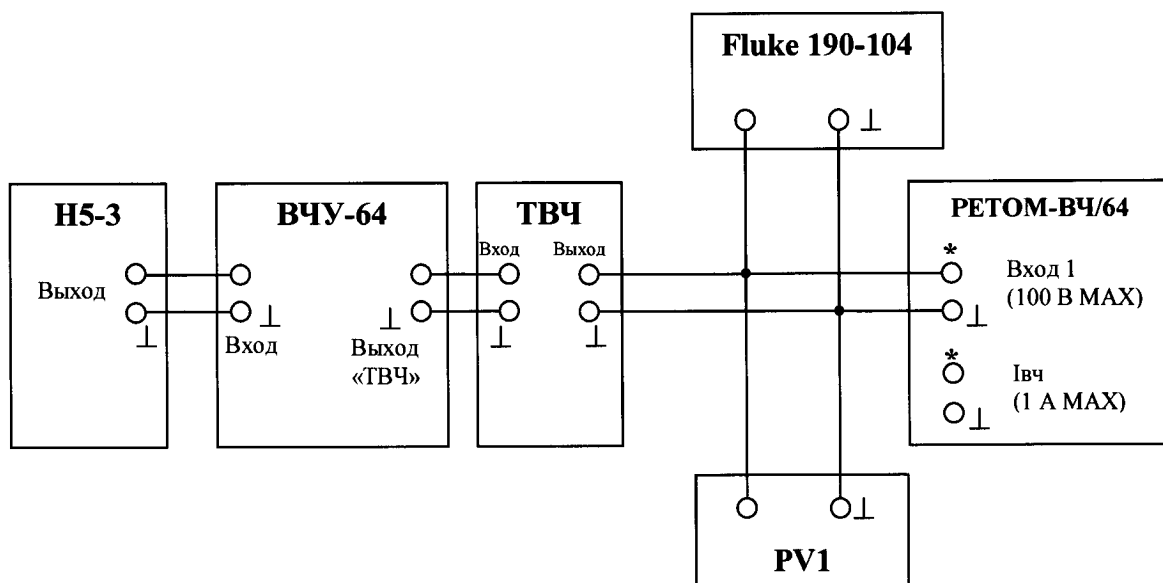 Fluke 190-104
⊥
Н5-3
Выход
⊥
ВЧУ-64
⊥
Вход
⊥
Выход
«ТВЧ»
ТВЧ
Вход
Выход
⊥
⊥
РЕТОМ-ВЧ/64
*
Вход 1
(100 В MAX)
⊥
*
Iвч
(1 А MAX)
⊥
⊥
PV1